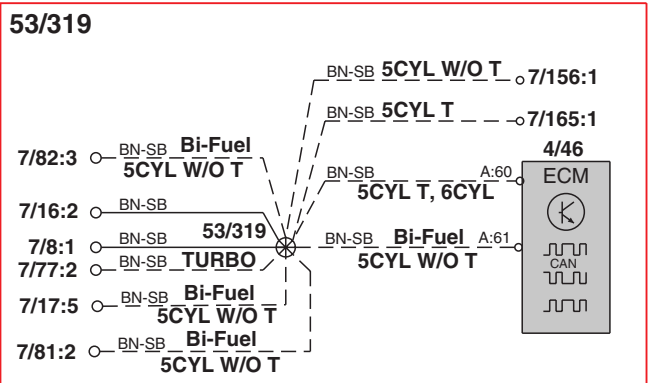 53/319
BN-SB 5CYL W/O T 7/156:1
BN-SB 5CYL T 7/165:1
4/46
7/82:3 BN-SB Bi-Fuel
5CYL W/O T
BN-SB A:60 ECM
5CYL T, 6CYL
7/16:2 BN-SB
7/8:1 BN-SB 53/319
BN-SB Bi-Fuel A:61
5CYL W/O T
CAN
7/77:2 BN-SB TURBO
7/17:5 BN-SB Bi-Fuel
5CYL W/O T
7/81:2 BN-SB Bi-Fuel
5CYL W/O T